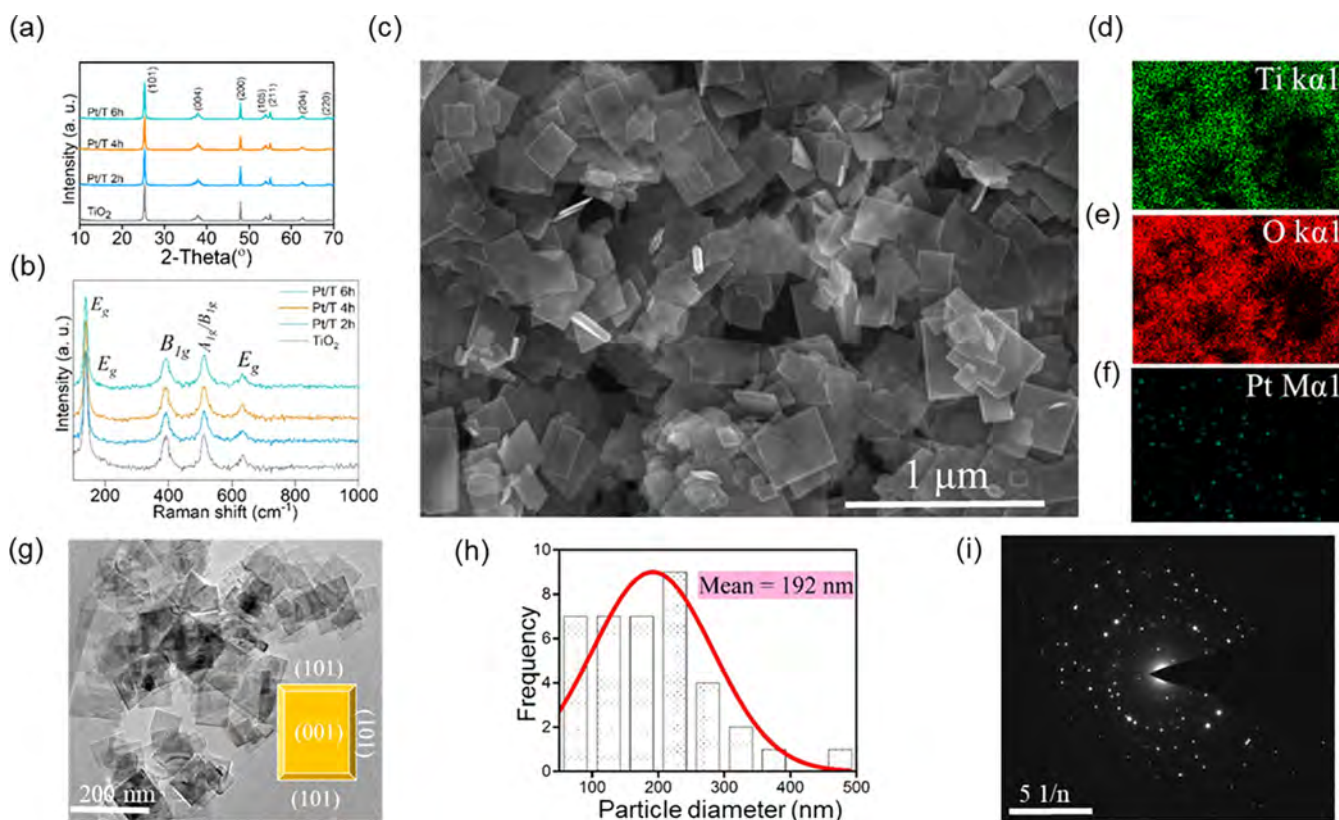 (a)
Intensity (a. u.)
Pt/T 6h
Pt/T 4h
Pt/T 2h
TiO2
(101)
(004)
(200)
(105)
(211)
(204)
(220)
10 20 30 40 50 60 70
2-Theta(°)
(b)
Intensity (a. u.)
Eg
Eg
B1g
A1g/B1g
Eg
Pt/T 6h
Pt/T 4h
Pt/T 2h
TiO2
200 400 600 800 1000
Raman shift (cm-1)
(c)
1 µm
(d)
Ti kα1
(e)
O kα1
(f)
Pt Mα1
(g)
(101)
(001)
(101)
(101)
200 nm
(h)
Frequency
10
8
6
4
2
0
Mean = 192 nm
100 200 300 400 500
Particle diameter (nm)
(i)
5 1/n